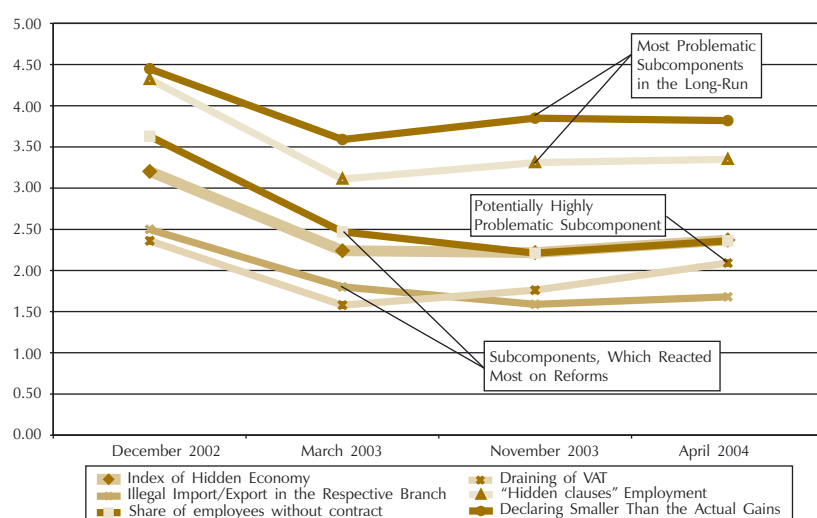 5.00
4.50
4.00
3.50
3.00
2.50
2.00
1.50
1.00
0.50
0.00
Most Problematic
Subcomponents
in the Long-Run
Potentially Highly
Problematic Subcomponent
Subcomponents, Which Reacted
Most on Reforms
December 2002
March 2003
November 2003
April 2004
Index of Hidden Economy
Illegal Import/Export in the Respective Branch
Share of employees without contract
Draining of VAT
“Hidden clauses” Employment
Declaring Smaller Than the Actual Gains